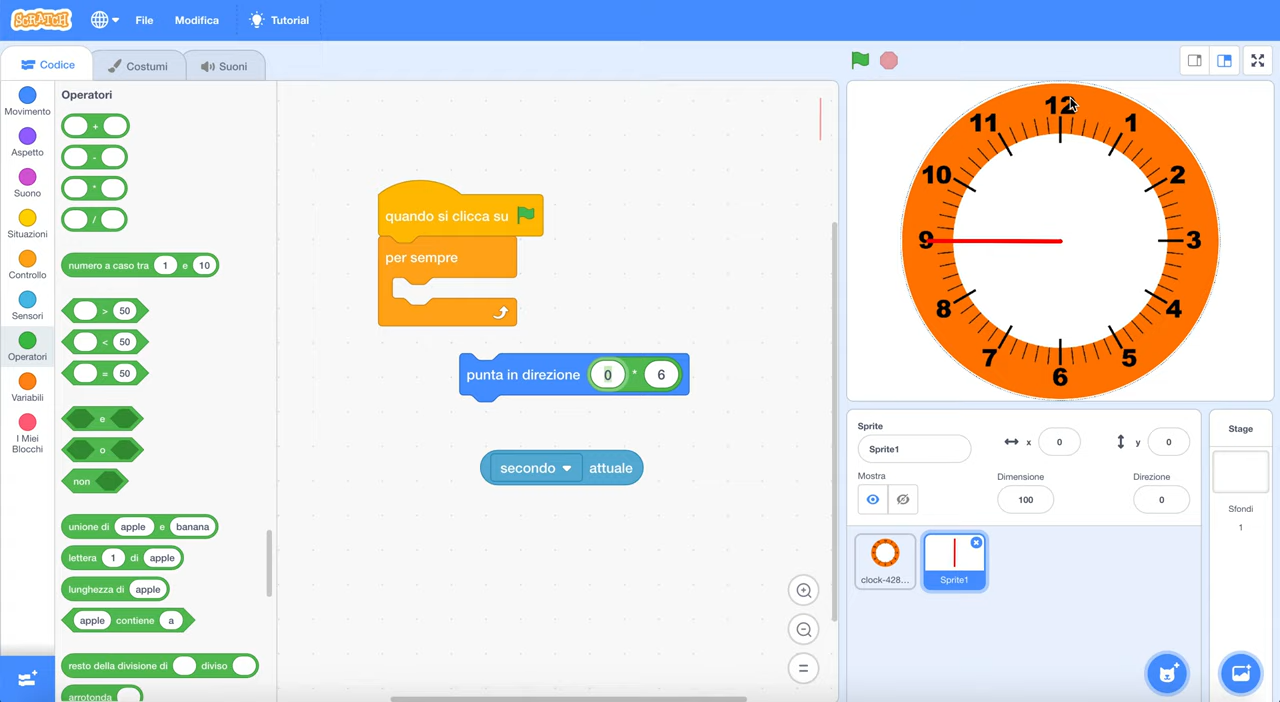 SCRATCH
File
Modifica
Tutorial
Codice
Costumi
Suoni
Movimento
Aspetto
Suono
Situazioni
Controllo
Sensori
Operatori
Variabili
I Miei
Blocchi
Operatori
+
-
*
/
numero a caso tra 1 e 10
> 50
< 50
= 50
e
o
non
unione di apple e banana
lettera 1 di apple
lunghezza di apple
apple contiene a
resto della divisione di diviso
arrotonda
quando si clicca su
per sempre
punta in direzione 0 * 6
secondo attuale
12
1
2
3
4
5
6
7
8
9
10
11
Sprite
Sprite1
x 0
y 0
Mostra
Dimensione
100
Direzione
0
clock-428...
Sprite1
Stage
Sfondi
1